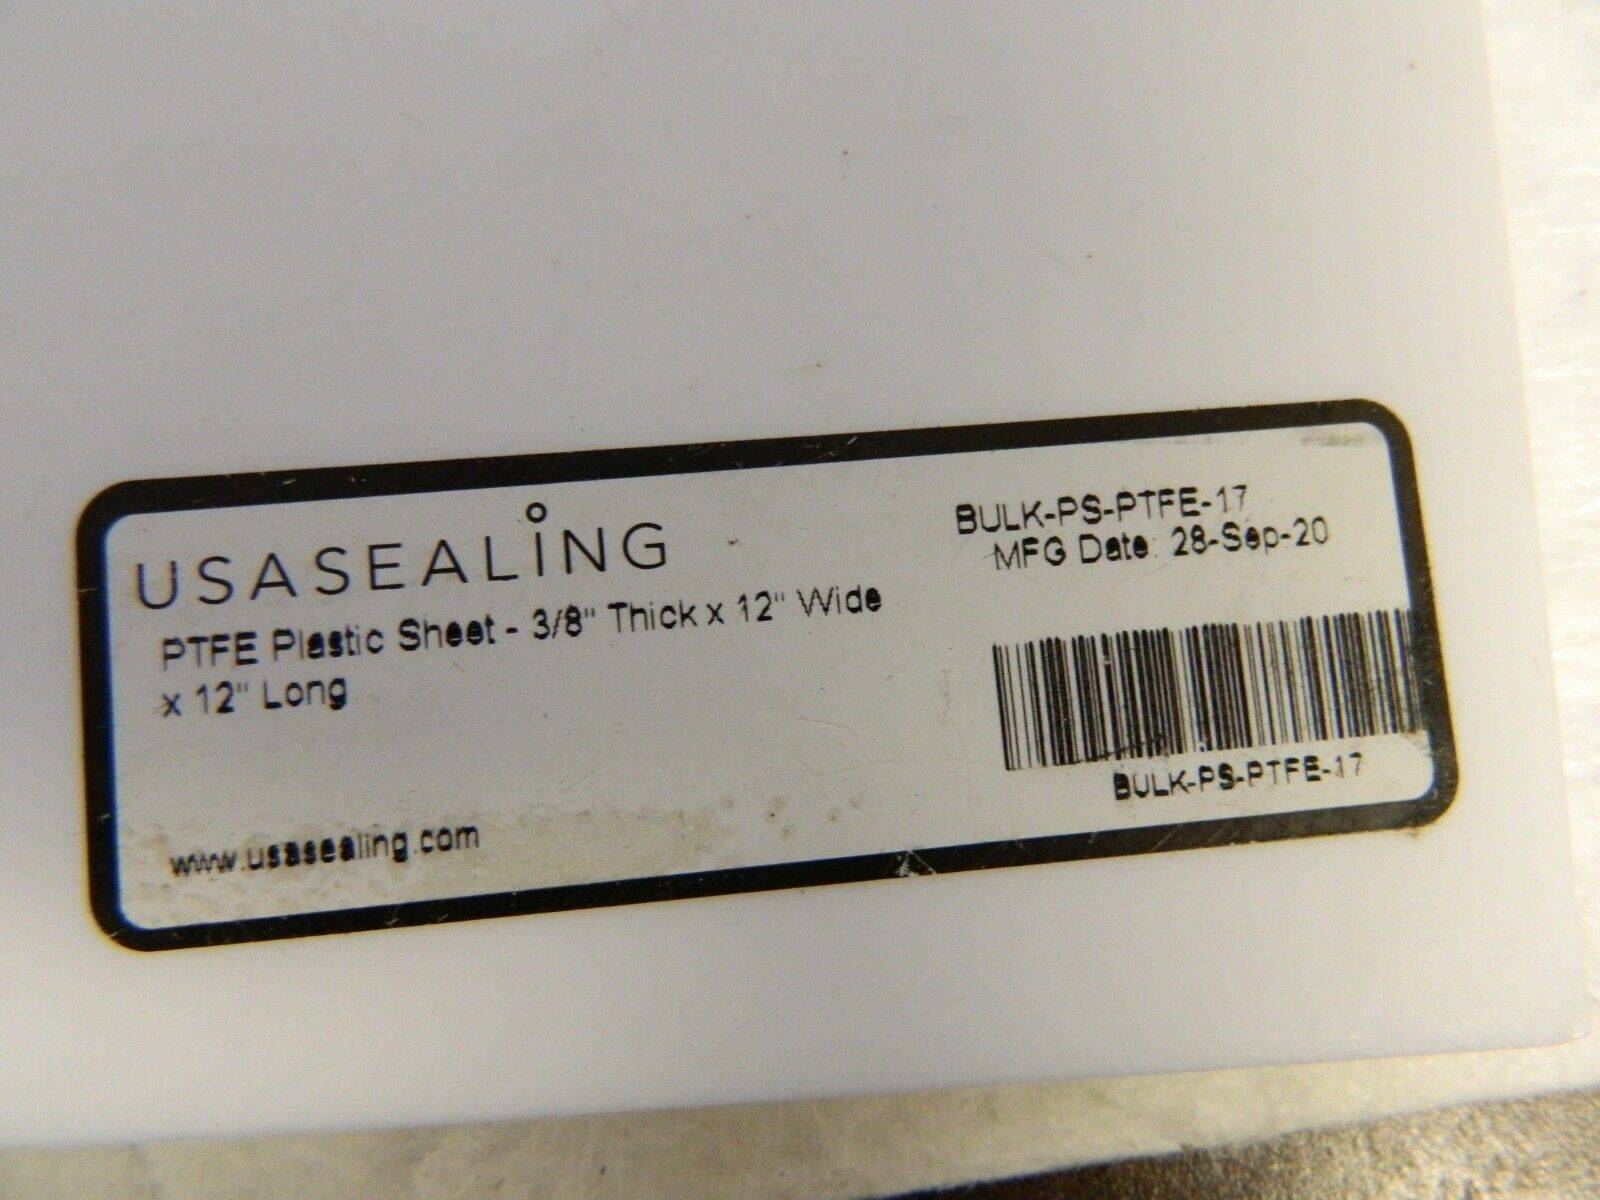 USASEALING
PTFE Plastic Sheet - 3/8" Thick x 12" Wide
x 12" Long
www.usasealing.com
BULK-PS-PTFE-17
MFG Date: 28-Sep-20
BULK-PS-PTFE-17